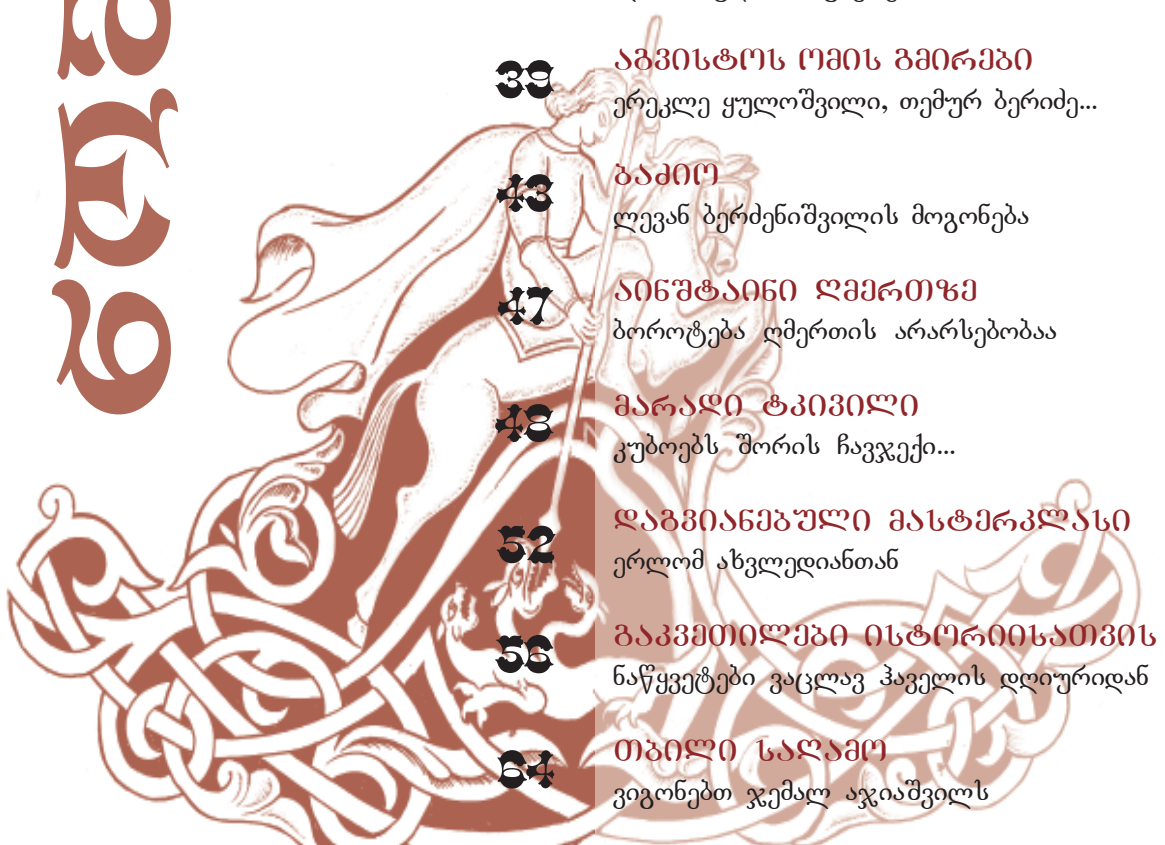 39
აგვისტოს ომის გმირები
ერეკლე ყულოშვილი, თემურ ბერიძე...
43
ბაძიო
ლევან ბერძენიშვილის მოგონება
47
აინშტაინი ღმერთზე
ბოროტება ღმერთის არარსებობაა
48
მარადი ტკივილი
კუბოებს შორის ჩავჯექი...
52
დაგვიანებული მასტერკლასი
ერლომ ახვლედიანთან
56
გაკვეთილები ისტორიისათვის
ნაწყვეტები ვაცლავ ჰაველის დღიურიდან
64
თბილი საღამო
ვიგონებთ ჯემალ აჯიაშვილს